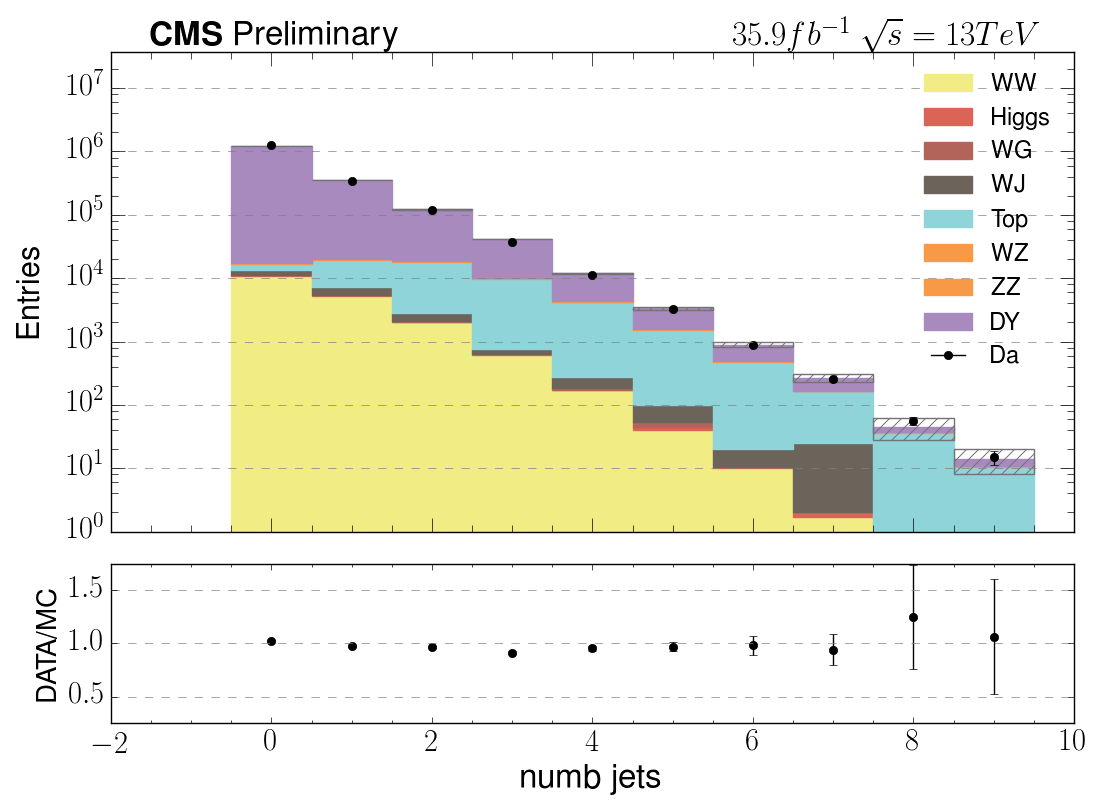 CMS Preliminary 35.9fb⁻¹ √s = 13TeV
10⁷
10⁶
10⁵
10⁴
10³
10²
10¹
10⁰
Entries
WW
Higgs
WG
WJ
Top
WZ
ZZ
DY
Da
1.5
1.0
0.5
DATA/MC
−2 0 2 4 6 8 10
numb jets